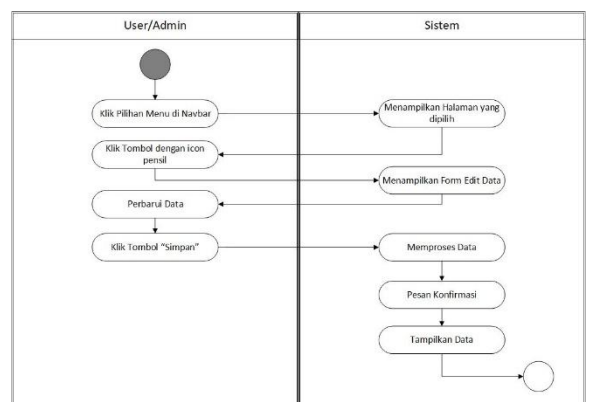 User/Admin
Sistem
Klik Pilihan Menu di Navbar
Menampilkan Halaman yang
dipilih
Klik Tombol dengan icon
pensil
Menampilkan Form Edit Data
Perbarui Data
Klik Tombol "Simpan"
Memproses Data
Pesan Konfirmasi
Tampilkan Data